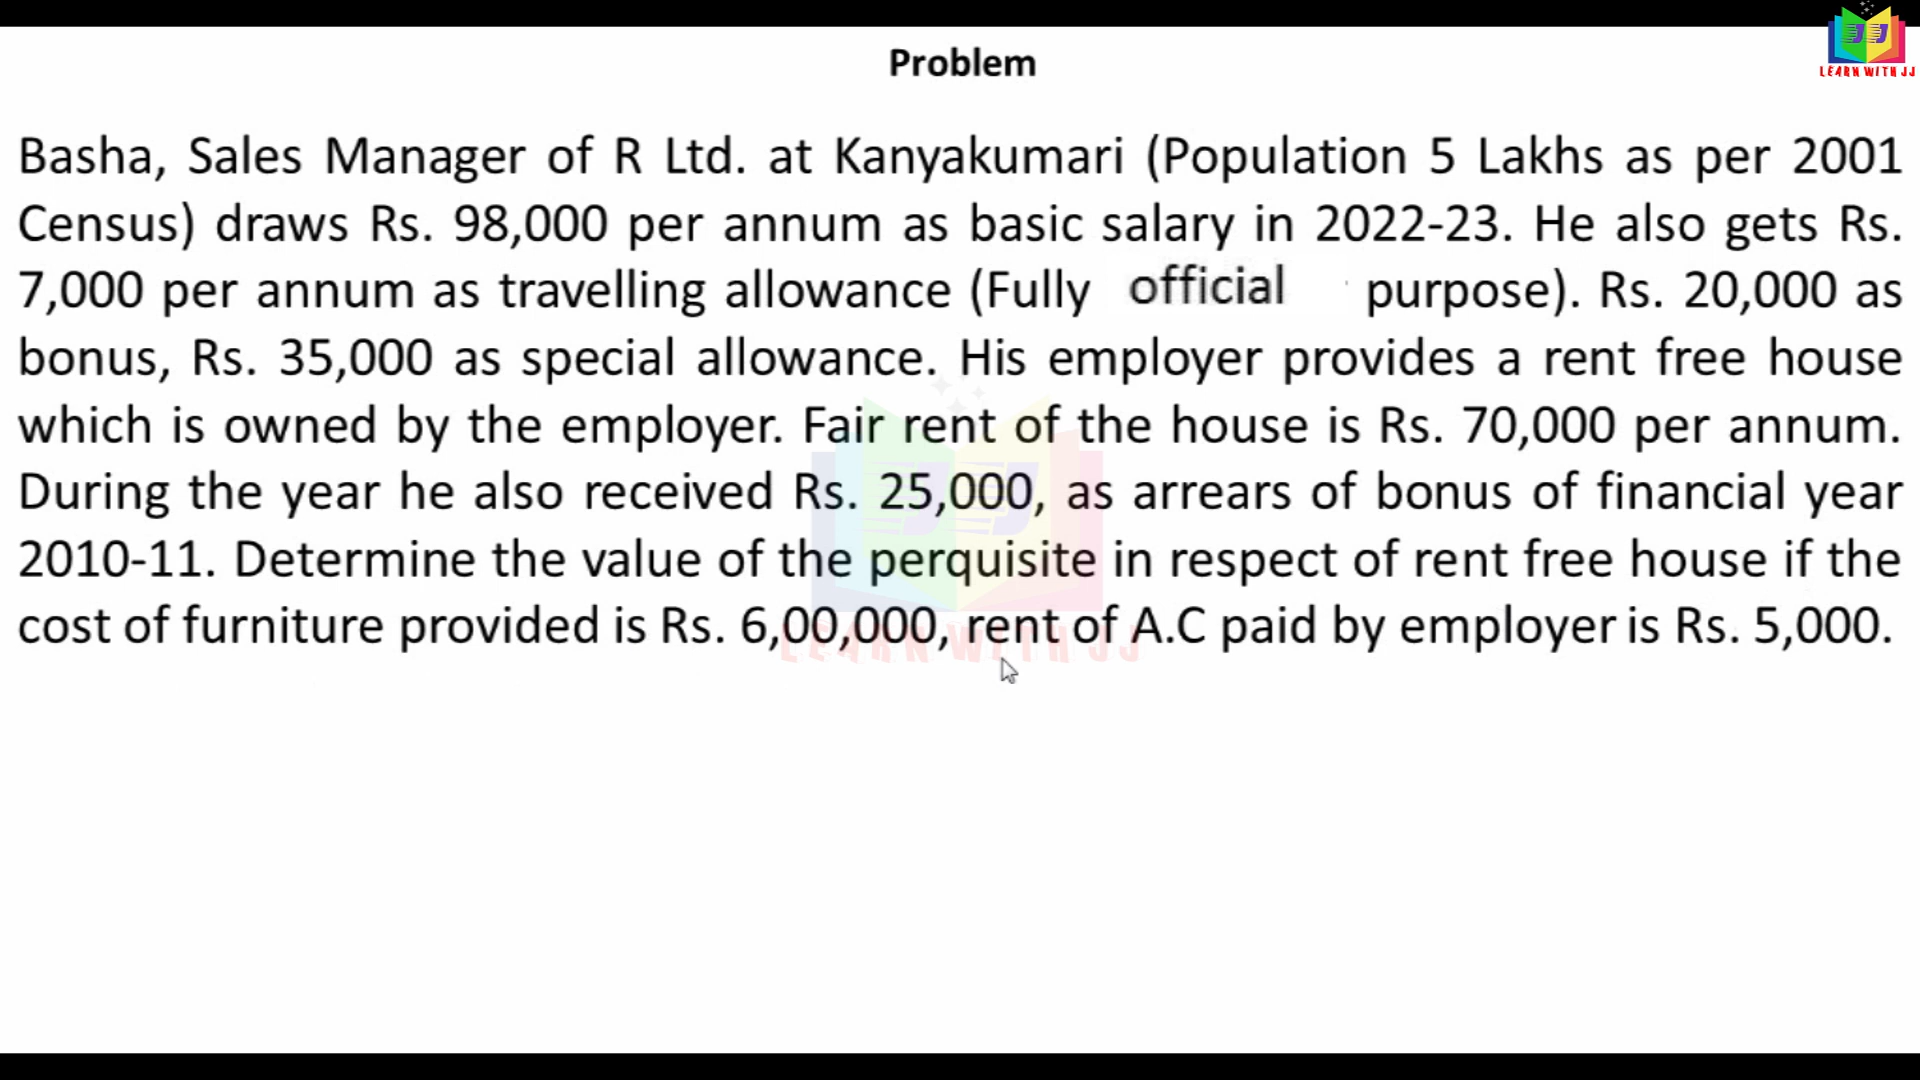 LEARN WITH JJ
Problem
Basha, Sales Manager of R Ltd. at Kanyakumari (Population 5 Lakhs as per 2001
Census) draws Rs. 98,000 per annum as basic salary in 2022-23. He also gets Rs.
7,000 per annum as travelling allowance (Fully official purpose). Rs. 20,000 as
bonus, Rs. 35,000 as special allowance. His employer provides a rent free house
which is owned by the employer. Fair rent of the house is Rs. 70,000 per annum.
During the year he also received Rs. 25,000, as arrears of bonus of financial year
2010-11. Determine the value of the perquisite in respect of rent free house if the
cost of furniture provided is Rs. 6,00,000, rent of A.C paid by employer is Rs. 5,000.
LEARN WITH JJ